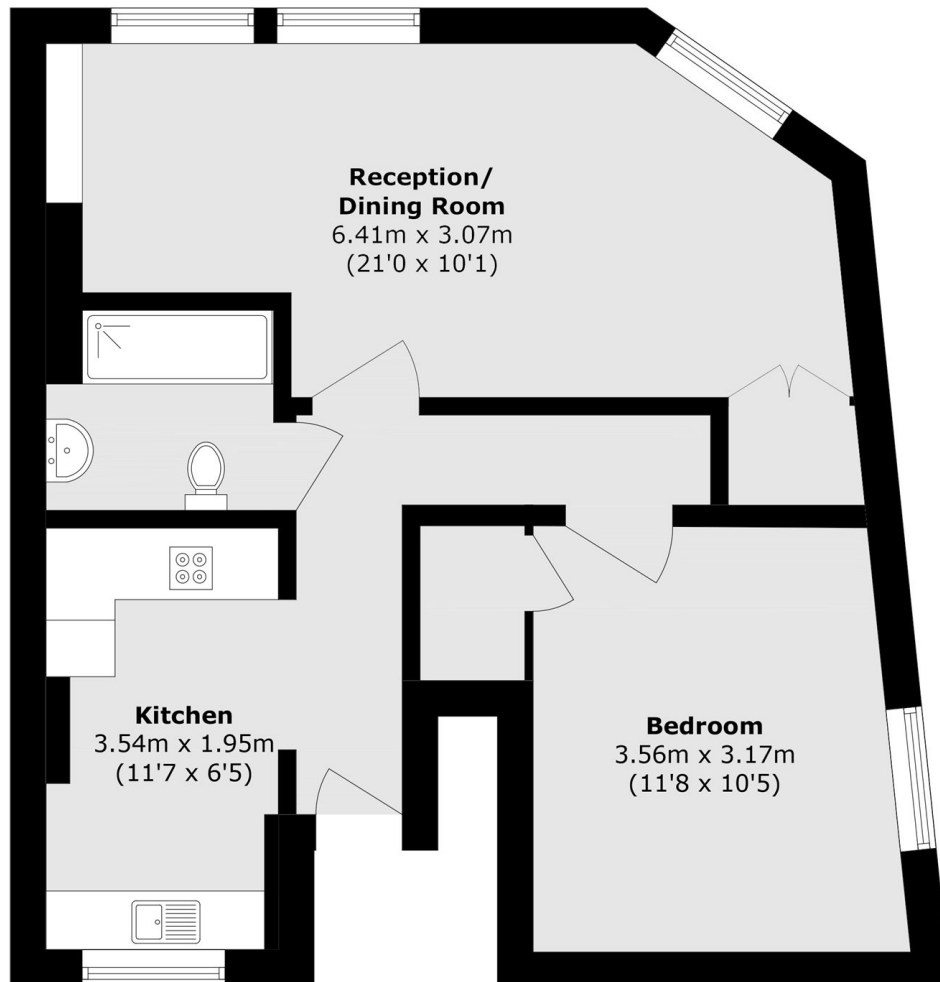 Reception/
Dining Room
6.41m x 3.07m
(21'0 x 10'1)
Kitchen
3.54m x 1.95m
(11'7 x 6'5)
Bedroom
3.56m x 3.17m
(11'8 x 10'5)